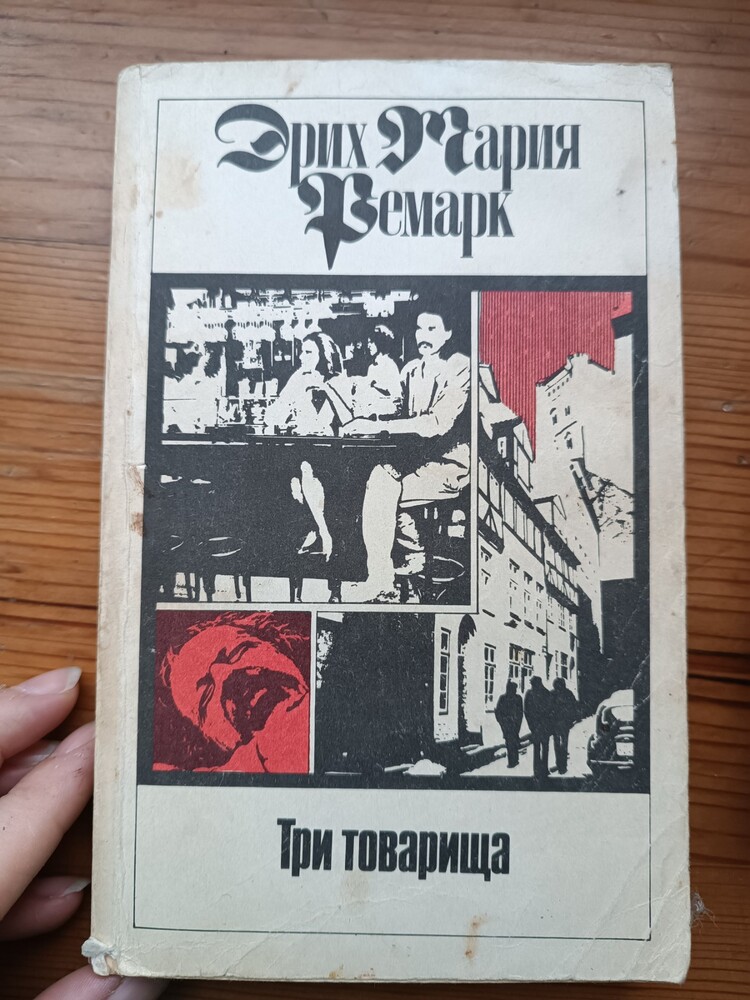 Эрих Мария
Ремарк
Три товарища